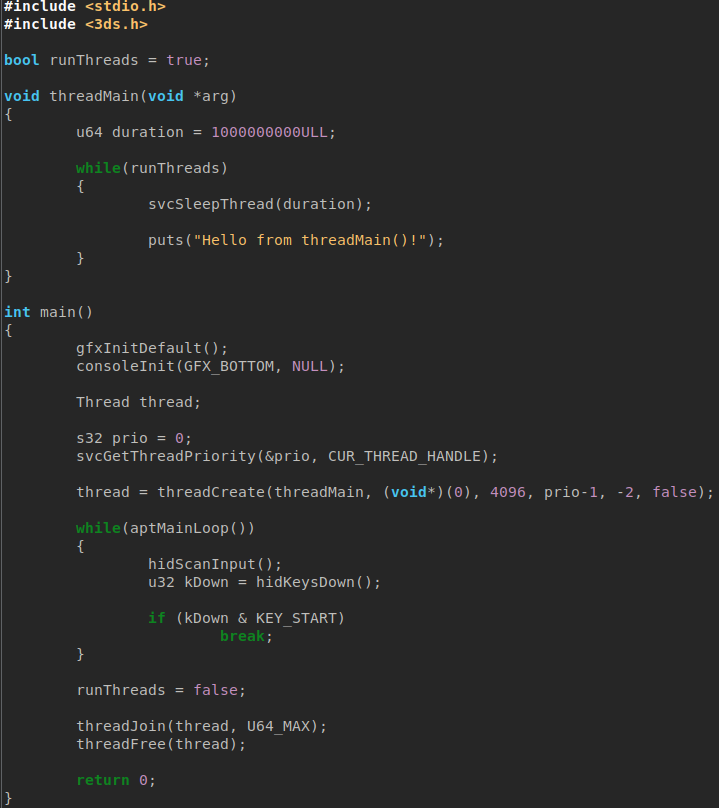 #include <stdio.h>
#include <3ds.h>

bool runThreads = true;

void threadMain(void *arg)
{
        u64 duration = 1000000000ULL;

        while(runThreads)
        {
                svcSleepThread(duration);

                puts("Hello from threadMain()!");
        }
}

int main()
{
        gfxInitDefault();
        consoleInit(GFX_BOTTOM, NULL);

        Thread thread;

        s32 prio = 0;
        svcGetThreadPriority(&prio, CUR_THREAD_HANDLE);

        thread = threadCreate(threadMain, (void*)(0), 4096, prio-1, -2, false);

        while(aptMainLoop())
        {
                hidScanInput();
                u32 kDown = hidKeysDown();

                if (kDown & KEY_START)
                        break;
        }

        runThreads = false;

        threadJoin(thread, U64_MAX);
        threadFree(thread);

        return 0;
}